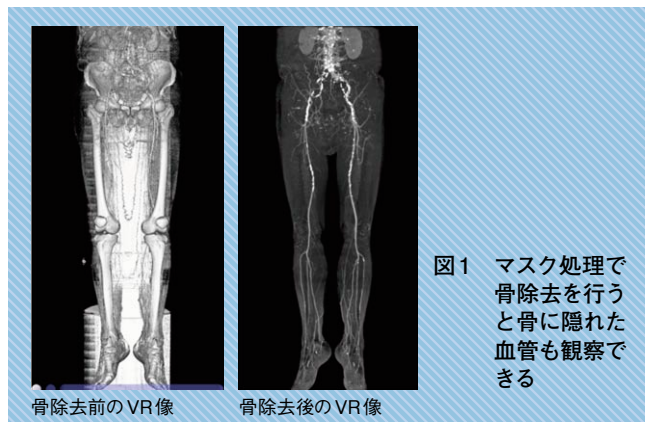 図1 マスク処理で
骨除去を行う
と骨に隠れた
血管も観察で
きる
骨除去前のVR像
骨除去後のVR像